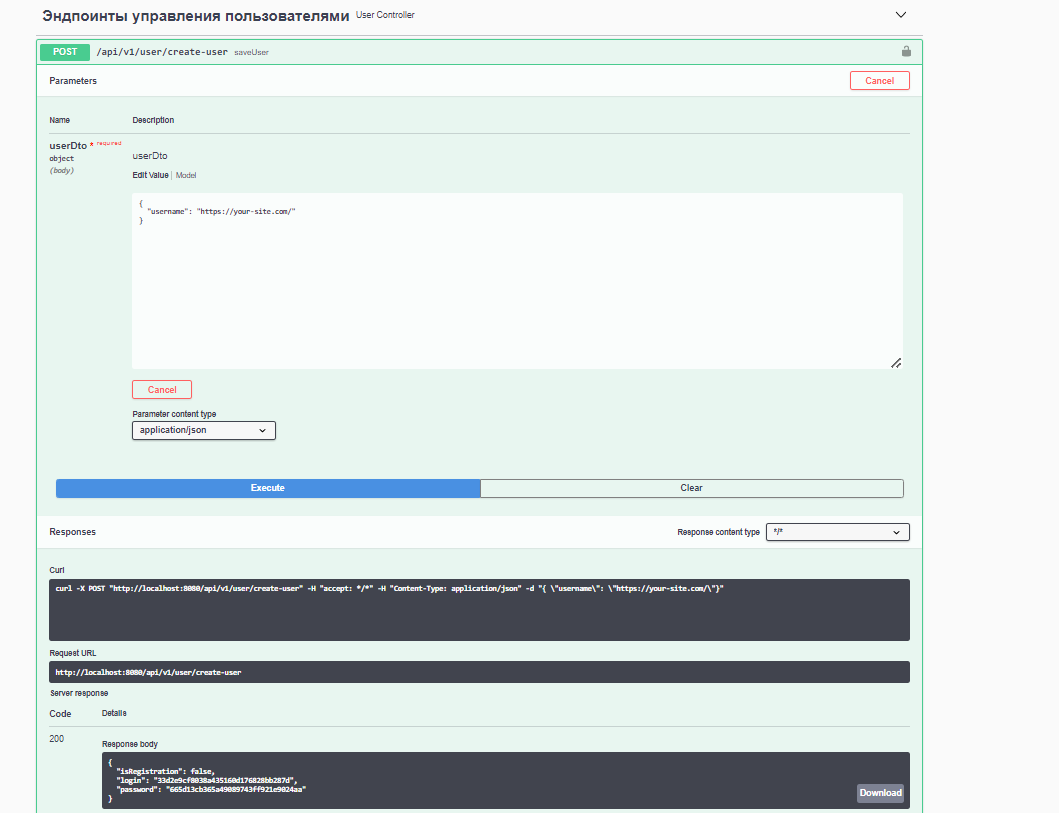 Эндпоинты управления пользователями User Controller
POST /api/v1/user/create-user saveUser
Parameters
Cancel
Name Description
userDto * required
object
(body)
userDto
Edit Value | Model
{
"username": "https://your-site.com/"
}
Cancel
Parameter content type
application/json
Execute Clear
Responses Response content type */*
Curl
curl -X POST "http://localhost:8080/api/v1/user/create-user" -H "accept: */*" -H "Content-Type: application/json" -d "{ \"username\": \"https://your-site.com/\"}"
Request URL
http://localhost:8080/api/v1/user/create-user
Server response
Code Details
200
Response body
{
"isRegistration": false,
"login": "33d2e9cf8038a435160d176828bb287d",
"password": "665d13cb365a49089743ff921e9024aa"
}
Download